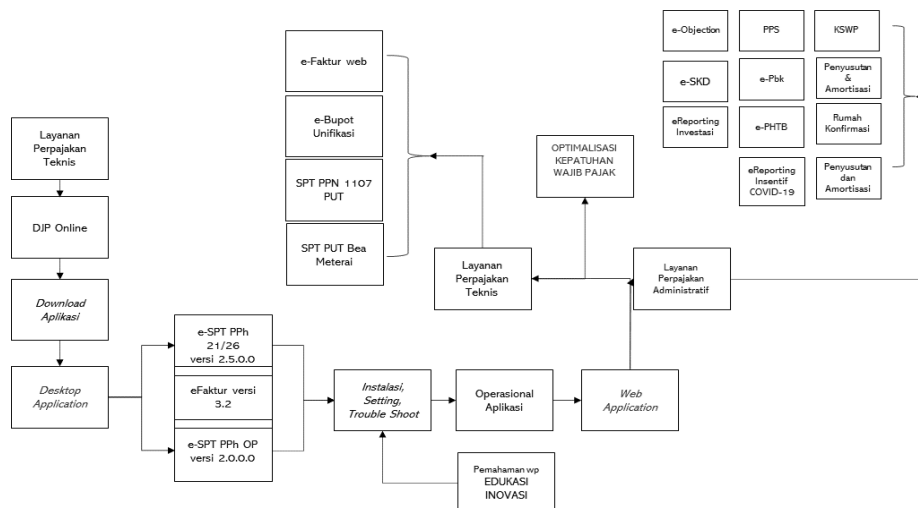 Layanan
Perpajakan
Teknis
DJP Online
Download
Aplikasi
Desktop
Application
e-SPT PPh
21/26
versi 2.5.0.0
eFaktur versi
3.2
e-SPT PPh OP
versi 2.0.0.0
Instalasi,
Setting,
Trouble Shoot
Pemahaman wp
EDUKASI
INOVASI
Operasional
Aplikasi
Web
Application
Layanan
Perpajakan
Teknis
Layanan
Perpajakan
Administratif
OPTIMALISASI
KEPATUHAN
WAJIB PAJAK
e-Faktur web
e-Bupot
Unifikasi
SPT PPN 1107
PUT
SPT PUT Bea
Meterai
e-Objection
PPS
KSWP
e-SKD
e-Pbk
Penyusutan
&
Amortisasi
eReporting
Investasi
e-PHTB
Rumah
Konfirmasi
eReporting
Insentif
COVID-19
Penyusutan
dan
Amortisasi